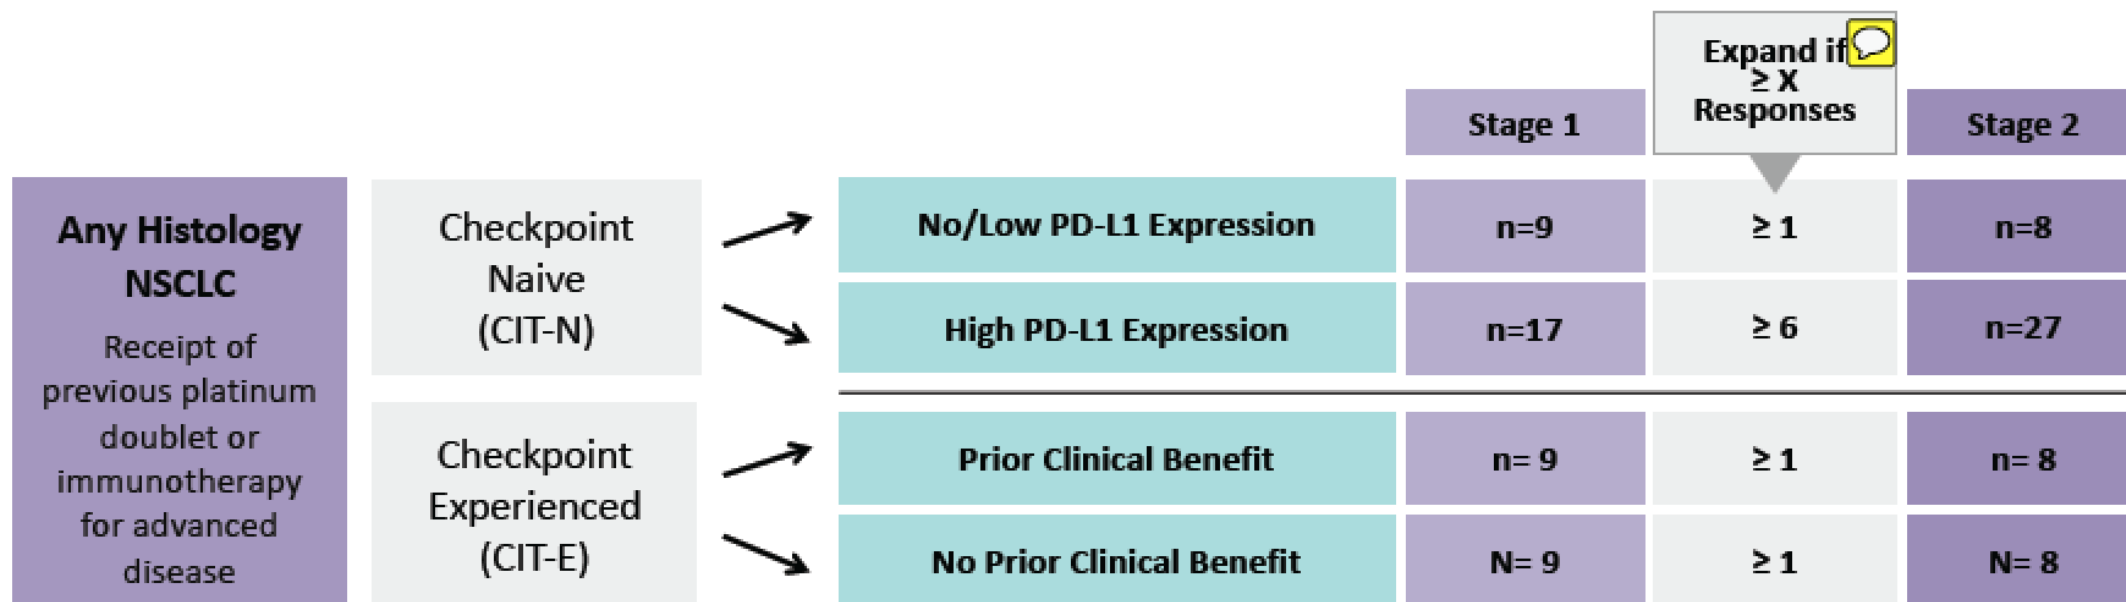 Expand if
≥ X
Responses
Stage 1
Stage 2
Any Histology
NSCLC
Receipt of
previous platinum
doublet or
immunotherapy
for advanced
disease
Checkpoint
Naive
(CIT-N)
No/Low PD-L1 Expression
n=9
≥ 1
n=8
High PD-L1 Expression
n=17
≥ 6
n=27
Checkpoint
Experienced
(CIT-E)
Prior Clinical Benefit
n= 9
≥ 1
n= 8
No Prior Clinical Benefit
N= 9
≥ 1
N= 8